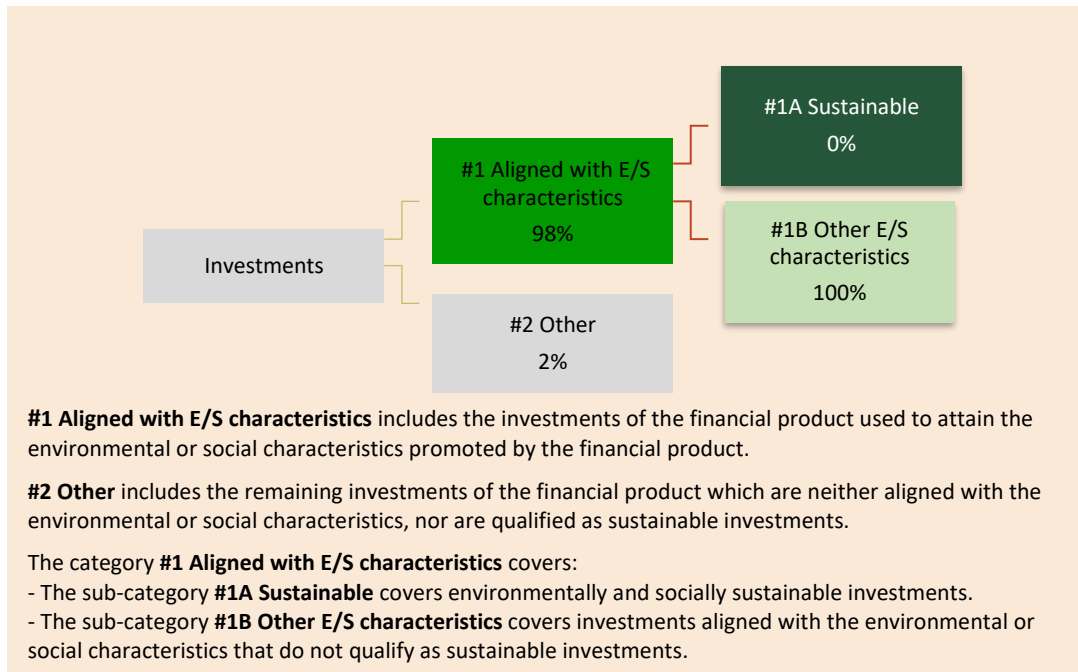 #1A Sustainable
0%
#1 Aligned with E/S
characteristics
98%
#1B Other E/S
characteristics
100%
Investments
#2 Other
2%
#1 Aligned with E/S characteristics includes the investments of the financial product used to attain the
environmental or social characteristics promoted by the financial product.
#2 Other includes the remaining investments of the financial product which are neither aligned with the
environmental or social characteristics, nor are qualified as sustainable investments.
The category #1 Aligned with E/S characteristics covers:
- The sub-category #1A Sustainable covers environmentally and socially sustainable investments.
- The sub-category #1B Other E/S characteristics covers investments aligned with the environmental or
social characteristics that do not qualify as sustainable investments.